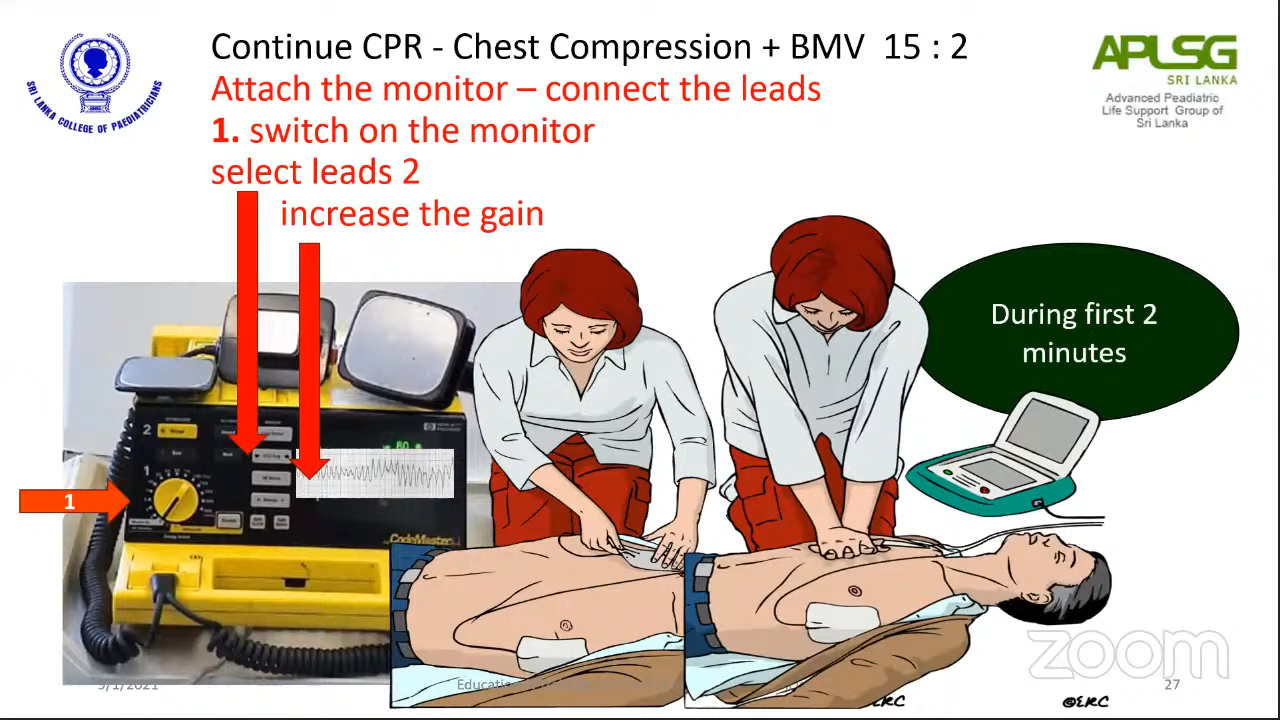 Continue CPR - Chest Compression + BMV 15 : 2
Attach the monitor – connect the leads
1. switch on the monitor
select leads 2
increase the gain
SRI LANKA COLLEGE OF PAEDIATRICIANS
APLSG
SRI LANKA
Advanced Peadiatric
Life Support Group of
Sri Lanka
During first 2
minutes
1
2
1
80
CodeMaster
zoom
27
©ERC